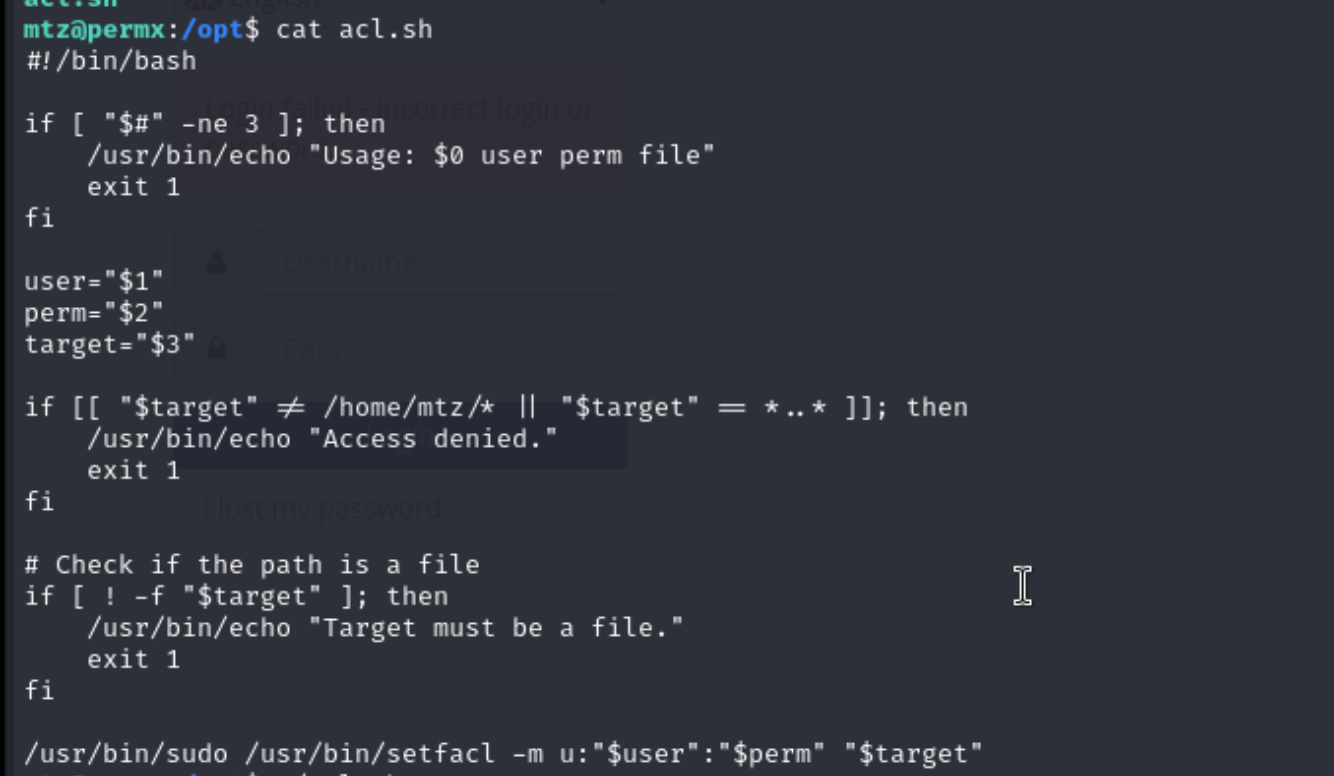 acl.sh
English
mtz@permx:/opt$ cat acl.sh
#!/bin/bash
Login failed - incorrect login or
if [ "$#" -ne 3 ]; then
    /usr/bin/echo "Usage: $0 user perm file"
    exit 1
fi
Username
user="$1"
perm="$2"
target="$3"
Pass
if [[ "$target" != /home/mtz/* || "$target" == *..* ]]; then
    /usr/bin/echo "Access denied."
    exit 1
fi
I lost my password
# Check if the path is a file
if [ ! -f "$target" ]; then
    /usr/bin/echo "Target must be a file."
    exit 1
fi
/usr/bin/sudo /usr/bin/setfacl -m u:"$user":"$perm" "$target"